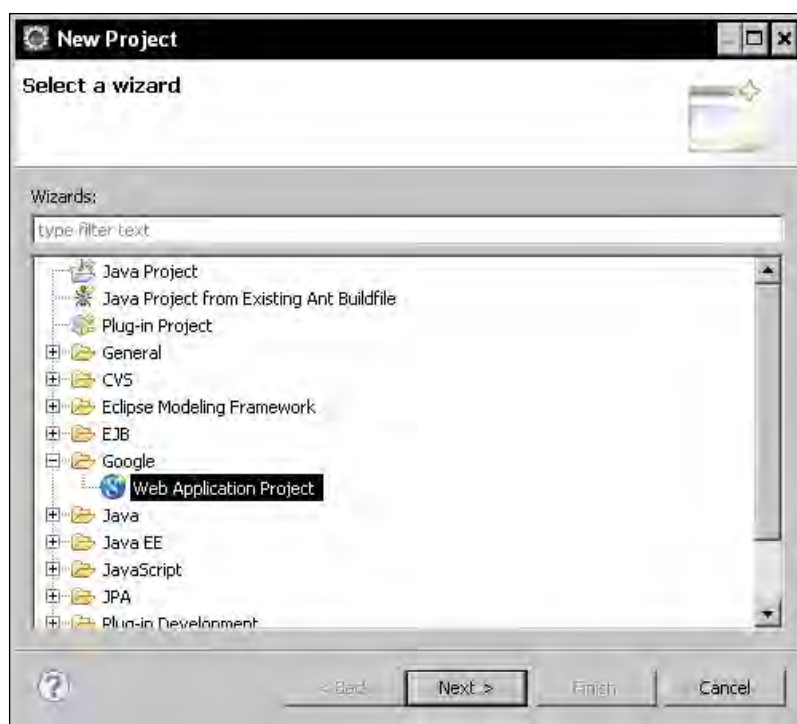 New Project
Select a wizard
Wizards:
type filter text
Java Project
Java Project from Existing Ant Buildfile
Plug-in Project
General
CVS
Eclipse Modeling Framework
EJB
Google
Web Application Project
Java
Java EE
JavaScript
JPA
Plug-in Development
< Back
Next >
Finish
Cancel